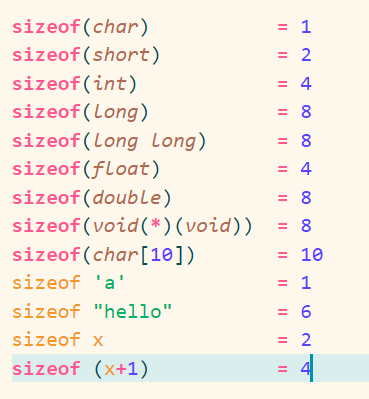 sizeof(char) = 1
sizeof(short) = 2
sizeof(int) = 4
sizeof(long) = 8
sizeof(long long) = 8
sizeof(float) = 4
sizeof(double) = 8
sizeof(void(*)(void)) = 8
sizeof(char[10]) = 10
sizeof 'a' = 1
sizeof "hello" = 6
sizeof x = 2
sizeof (x+1) = 4